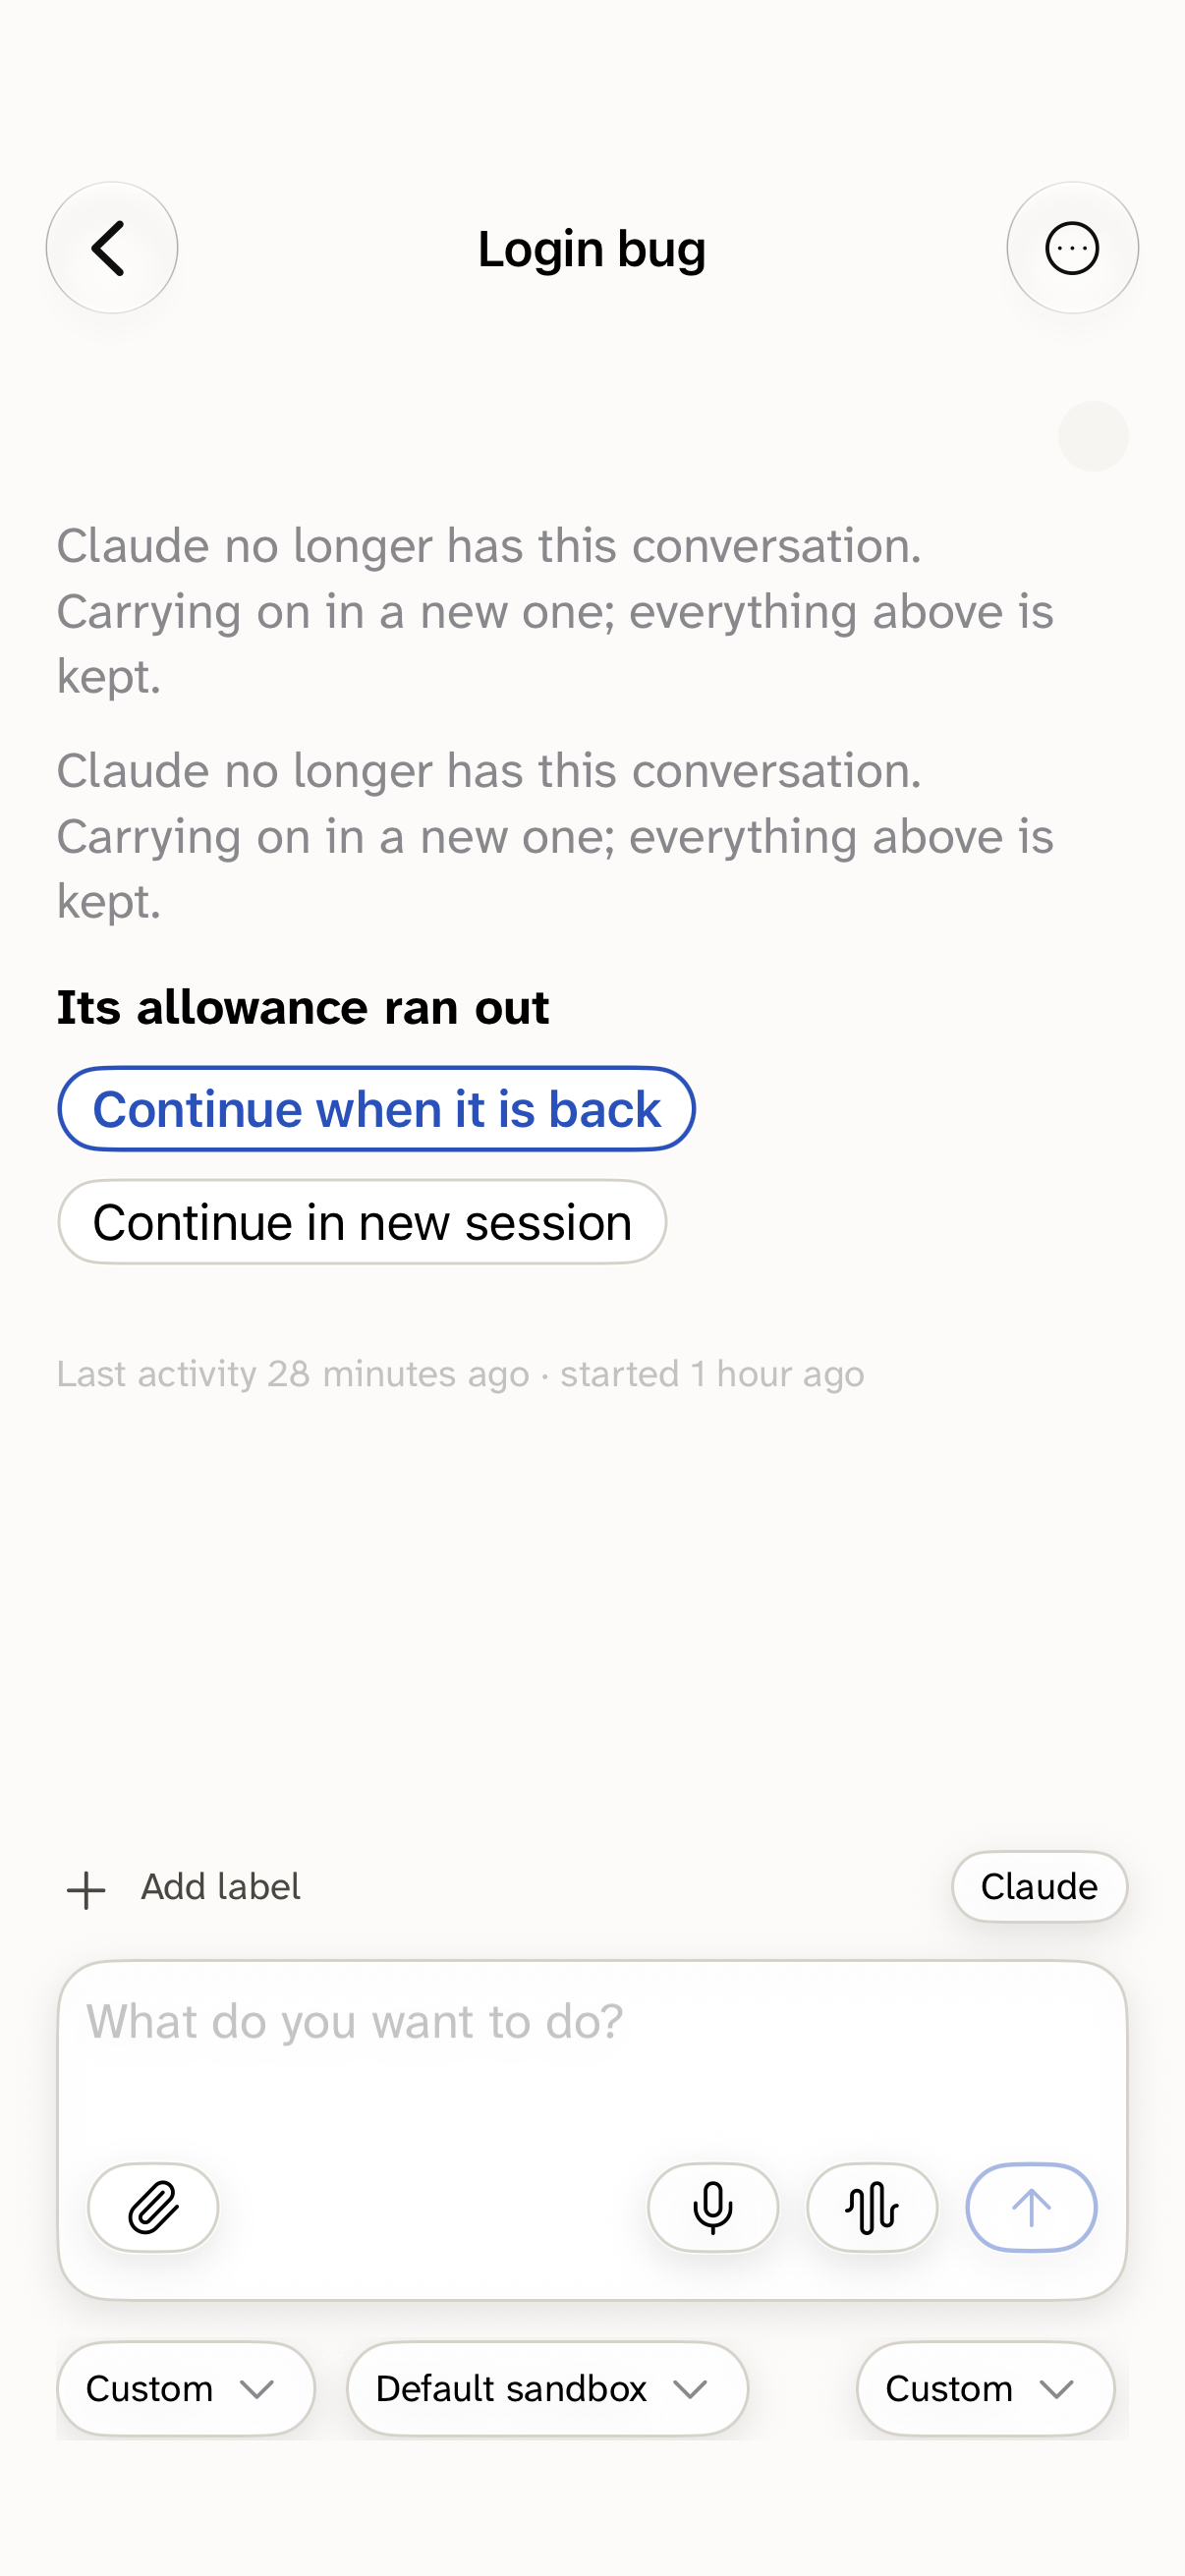 Login bug
Claude no longer has this conversation.
Carrying on in a new one; everything above is
kept.
Claude no longer has this conversation.
Carrying on in a new one; everything above is
kept.
Its allowance ran out
Continue when it is back
Continue in new session
Last activity 28 minutes ago · started 1 hour ago
Add label
Claude
What do you want to do?
Custom
Default sandbox
Custom